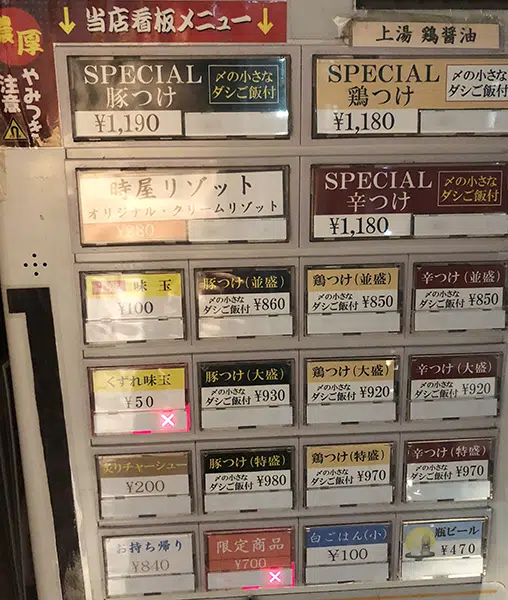 濃厚
やみつき
注意
↓当店看板メニュー↓
上湯 鶏醤油
SPECIAL
豚つけ
〆の小さな
ダシご飯付
¥1,190
SPECIAL
鶏つけ
〆の小さな
ダシご飯付
¥1,180
時屋リゾット
オリジナル・クリームリゾット
SPECIAL
辛つけ
〆の小さな
ダシご飯付
¥1,180
味玉
¥100
豚つけ(並盛)
〆の小さな
ダシご飯付 ¥860
鶏つけ(並盛)
〆の小さな
ダシご飯付 ¥850
辛つけ(並盛)
〆の小さな
ダシご飯付 ¥850
くずれ味玉
¥50
豚つけ(大盛)
〆の小さな
ダシご飯付 ¥930
鶏つけ(大盛)
〆の小さな
ダシご飯付 ¥920
辛つけ(大盛)
〆の小さな
ダシご飯付 ¥920
炙りチャーシュー
¥200
豚つけ(特盛)
〆の小さな
ダシご飯付 ¥980
鶏つけ(特盛)
〆の小さな
ダシご飯付 ¥970
辛つけ(特盛)
〆の小さな
ダシご飯付 ¥970
お持ち帰り
¥840
限定商品
¥700
白ごはん(小)
¥100
瓶ビール
¥470